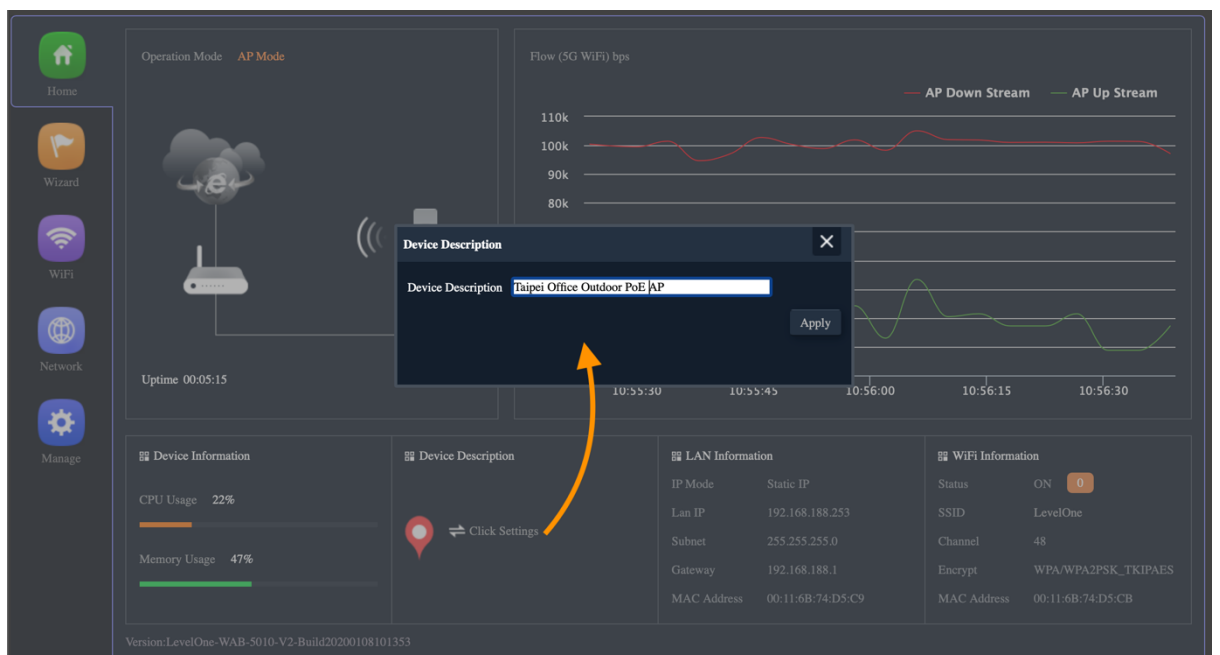 Home
Wizard
WiFi
Network
Manage
Operation Mode AP Mode
Uptime 00:05:15
Flow (5G WiFi) bps
AP Down Stream AP Up Stream
110k
100k
90k
80k
10:55:30 10:55:45 10:56:00 10:56:15 10:56:30
Device Description
Device Description Taipei Office Outdoor PoE AP
Apply
Device Information
CPU Usage 22%
Memory Usage 47%
Device Description
Click Settings
LAN Information
IP Mode Static IP
Lan IP 192.168.188.253
Subnet 255.255.255.0
Gateway 192.168.188.1
MAC Address 00:11:6B:74:D5:C9
WiFi Information
Status ON 0
SSID LevelOne
Channel 48
Encrypt WPA/WPA2PSK_TKIPAES
MAC Address 00:11:6B:74:D5:CB
Version:LevelOne-WAB-5010-V2-Build20200108101353